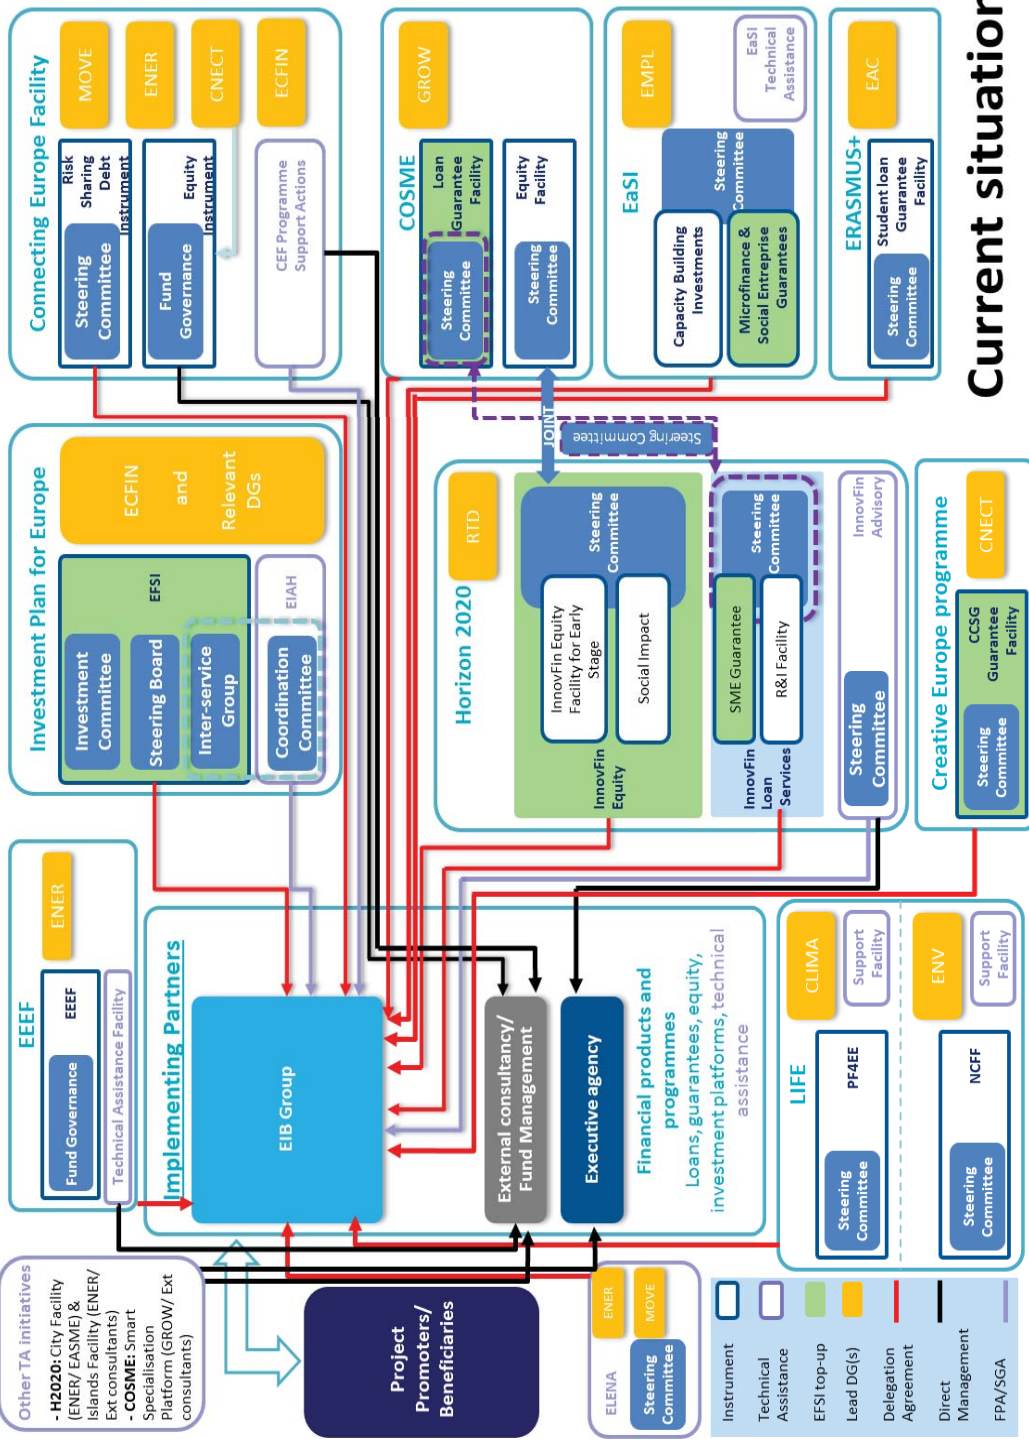 Current situation
Other TA initiatives
- H2020: City Facility
(ENER/ EASME) &
Islands Facility (ENER/
Ext consultants)
- COSME: Smart
Specialisation
Platform (GROW/ Ext
consultants)
EEEF
ENER
Fund Governance
EEEF
Technical Assistance Facility
Investment Plan for Europe
ECFIN
and
Relevant
DGs
Investment
Committee
Steering Board
EFSI
Inter-service
Group
Coordination
Committee
EIAH
Connecting Europe Facility
MOVE
ENER
CNECT
ECFIN
Steering
Committee
Risk
Sharing
Debt
Instrument
Fund
Governance
Equity
Instrument
CEF Programme
Support Actions
Project
Promoters/
Beneficiaries
Implementing Partners
EIB Group
External consultancy/
Fund Management
Executive agency
Financial products and
programmes
Loans, guarantees, equity,
investment platforms, technical
assistance
Horizon 2020
RTD
InnovFin
Equity
InnovFin Equity
Facility for Early
Stage
Social Impact
Steering
Committee
InnovFin
Loan
Services
SME Guarantee
R&I Facility
Steering
Committee
Steering
Committee
InnovFin
Advisory
JOINT
Steering Committee
COSME
GROW
Steering
Committee
Loan
Guarantee
Facility
Steering
Committee
Equity
Facility
EaSI
EMPL
EaSI
Technical
Assistance
Capacity Building
Investments
Microfinance &
Social Entreprise
Guarantees
Steering
Committee
ERASMUS+
EAC
Steering
Committee
Student loan
Guarantee
Facility
ELENA
ENER
MOVE
Steering
Committee
LIFE
CLIMA
Support
Facility
Steering
Committee
PF4EE
ENV
Support
Facility
Steering
Committee
NCFF
Creative Europe programme
CNECT
Steering
Committee
CCSG
Guarantee
Facility
Instrument
Technical
Assistance
EFSI top-up
Lead DG(s)
Delegation
Agreement
Direct
Management
FPA/SGA